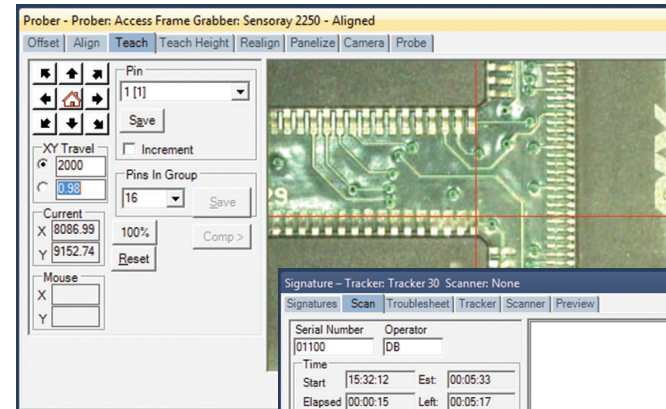 Prober - Prober: Access Frame Grabber: Sensoray 2250 - Aligned
Offset Align Teach Teach Height Realign Panelize Camera Probe
Pin
1 [1]
Save
Increment
XY Travel
2000
0.98
Pins In Group
16
Save
Current
X 8086.99
Y 9152.74
100%
Comp >
Reset
Mouse
X
Y
Signature – Tracker: Tracker 30 Scanner: None
Signatures Scan Troublesheet Tracker Scanner Preview
Serial Number Operator
01100 DB
Time
Start 15:32:12 Est: 00:05:33
Elapsed 00:00:15 Left: 00:05:17